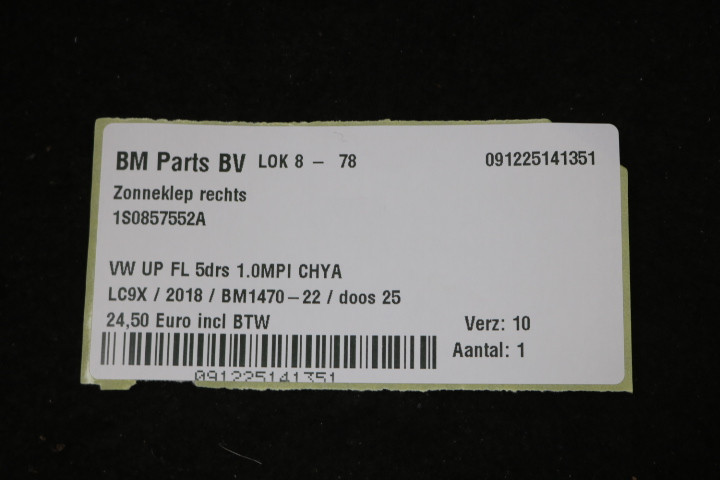 BM Parts BV LOK 8 - 78 091225141351
Zonneklep rechts
1S0857552A
VW UP FL 5drs 1.0MPI CHYA
LC9X / 2018 / BM1470-22 / doos 25
24,50 Euro incl BTW Verz: 10
Aantal: 1
091225141351